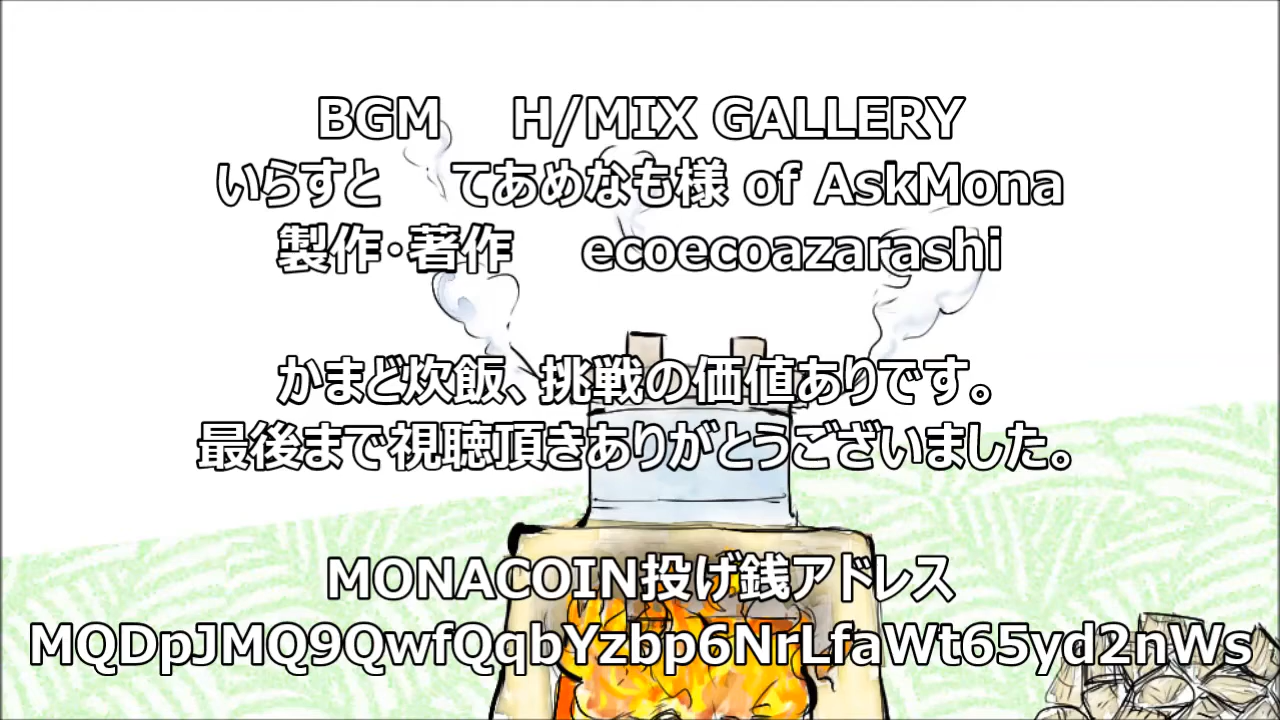 BGM　H/MIX GALLERY
いらすと　てあめなも様 of AskMona
製作・著作　ecoecoazarashi
かまど炊飯、挑戦の価値ありです。
最後まで視聴頂きありがとうございました。
MONACOIN投げ銭アドレス
MQDpJMQ9QwfQqbYzbp6NrLfaWt65yd2nWs